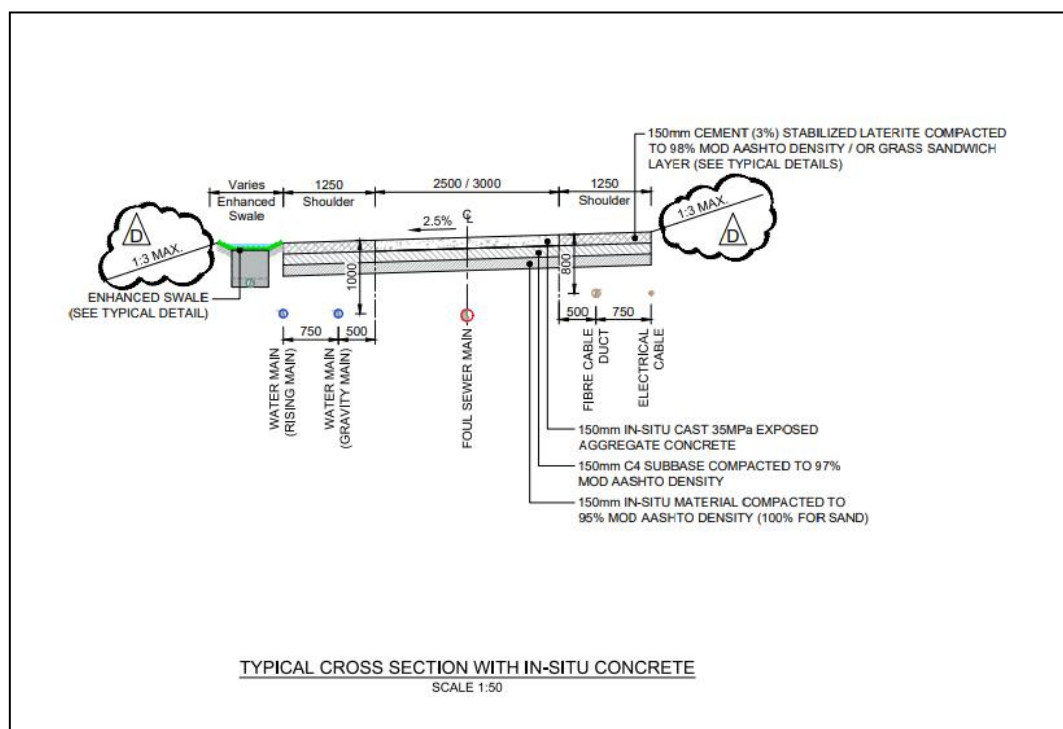 150mm CEMENT (3%) STABILIZED LATERITE COMPACTED
TO 98% MOD AASHTO DENSITY / OR GRASS SANDWICH
LAYER (SEE TYPICAL DETAILS)
Varies
Enhanced
Swale
1250
Shoulder
2500 / 3000
1250
Shoulder
2.5%
D
1:3 MAX.
1:3 MAX.
D
1000
800
ENHANCED SWALE
(SEE TYPICAL DETAIL)
750
500
500
750
WATER MAIN
(RISING MAIN)
WATER MAIN
(GRAVITY MAIN)
FOUL SEWER MAIN
FIBRE CABLE
DUCT
ELECTRICAL
CABLE
150mm IN-SITU CAST 35MPa EXPOSED
AGGREGATE CONCRETE
150mm C4 SUBBASE COMPACTED TO 97%
MOD AASHTO DENSITY
150mm IN-SITU MATERIAL COMPACTED TO
95% MOD AASHTO DENSITY (100% FOR SAND)
TYPICAL CROSS SECTION WITH IN-SITU CONCRETE
SCALE 1:50